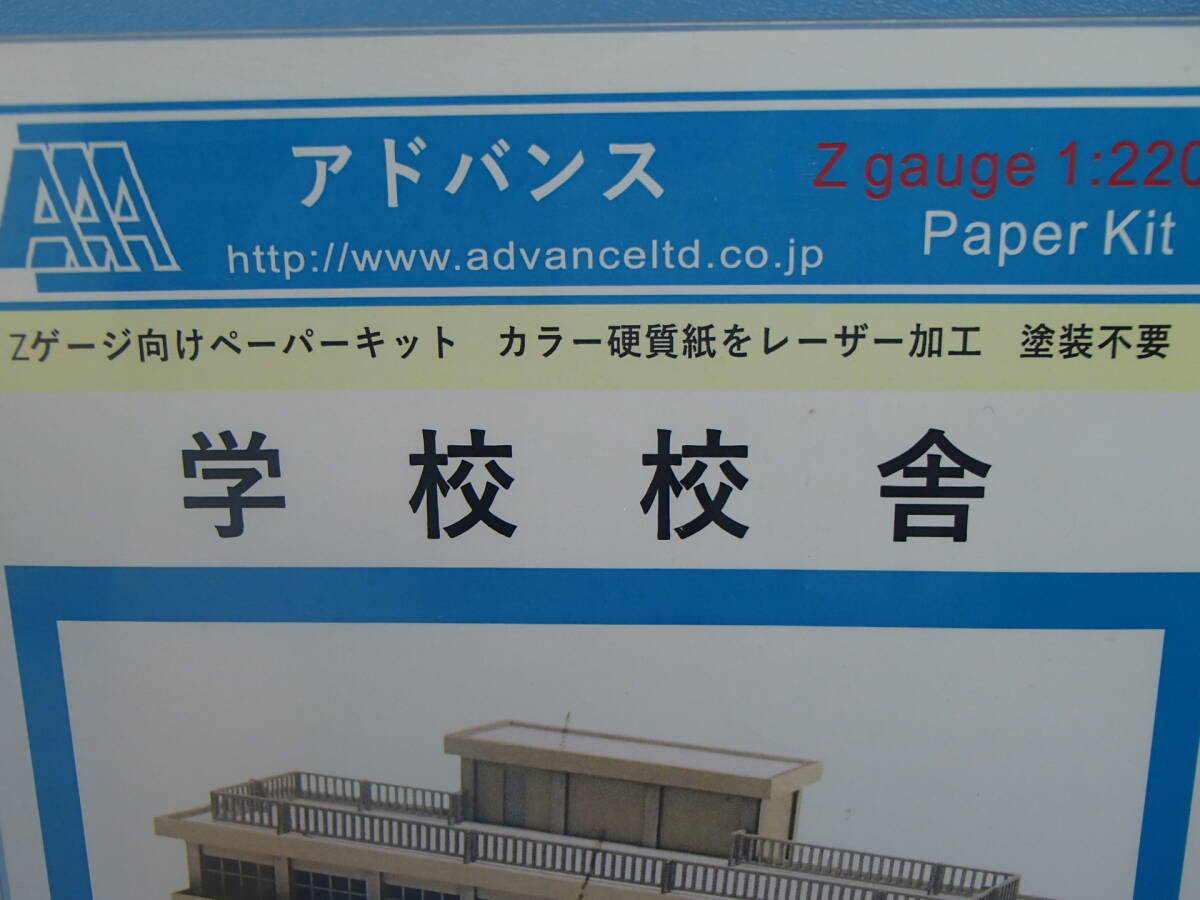 AAA
アドバンス
Z gauge 1:220
http://www.advanceltd.co.jp
Paper Kit
Zゲージ向けペーパーキット カラー硬質紙をレーザー加工 塗装不要
学校校舎